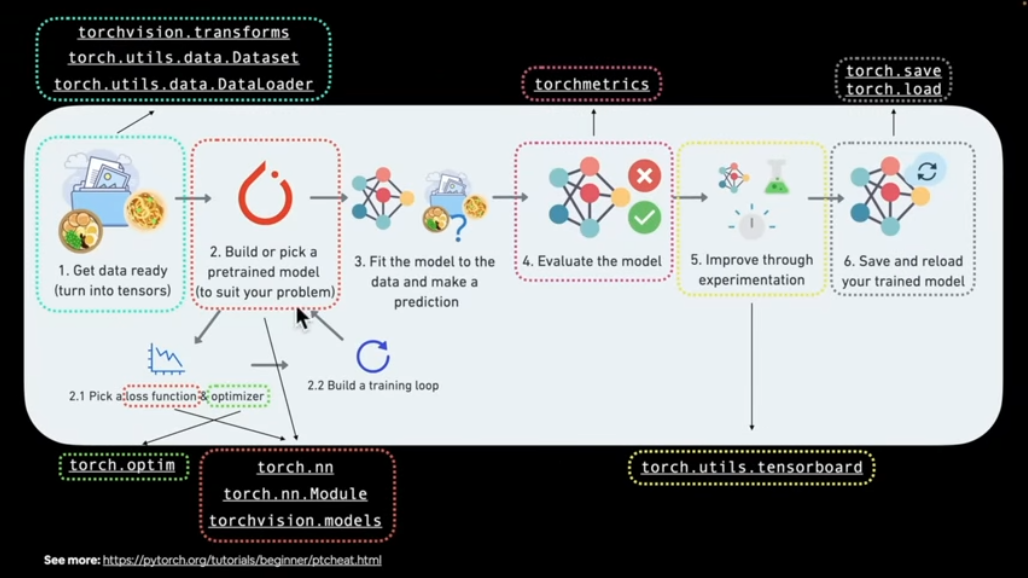 torchvision.transforms
torch.utils.data.Dataset
torch.utils.data.DataLoader
torchmetrics
torch.save
torch.load
1. Get data ready
(turn into tensors)
2. Build or pick a
pretrained model
(to suit your problem)
3. Fit the model to the
data and make a
prediction
?
4. Evaluate the model
5. Improve through
experimentation
6. Save and reload
your trained model
2.1 Pick a loss function & optimizer
2.2 Build a training loop
torch.optim
torch.nn
torch.nn.Module
torchvision.models
torch.utils.tensorboard
See more: https://pytorch.org/tutorials/beginner/ptcheat.html